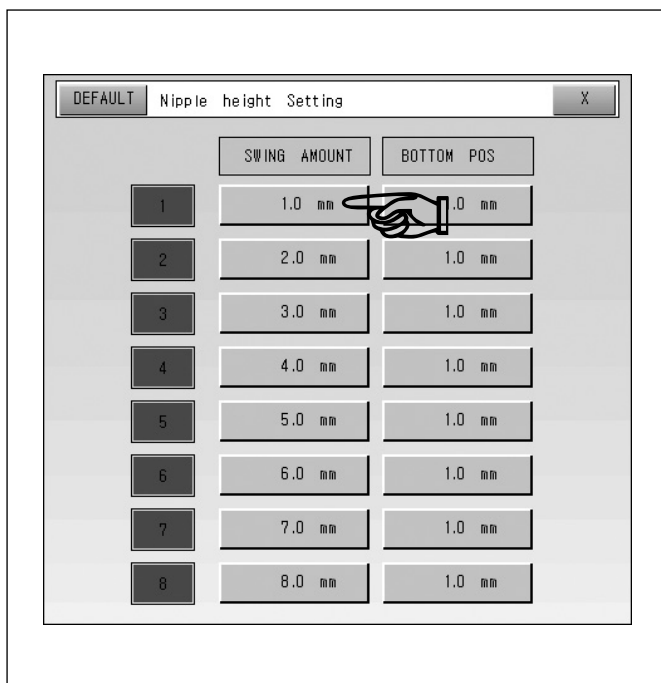 DEFAULT Nipple height Setting X
SWING AMOUNT BOTTOM POS
1 1.0 mm .0 mm
2 2.0 mm 1.0 mm
3 3.0 mm 1.0 mm
4 4.0 mm 1.0 mm
5 5.0 mm 1.0 mm
6 6.0 mm 1.0 mm
7 7.0 mm 1.0 mm
8 8.0 mm 1.0 mm